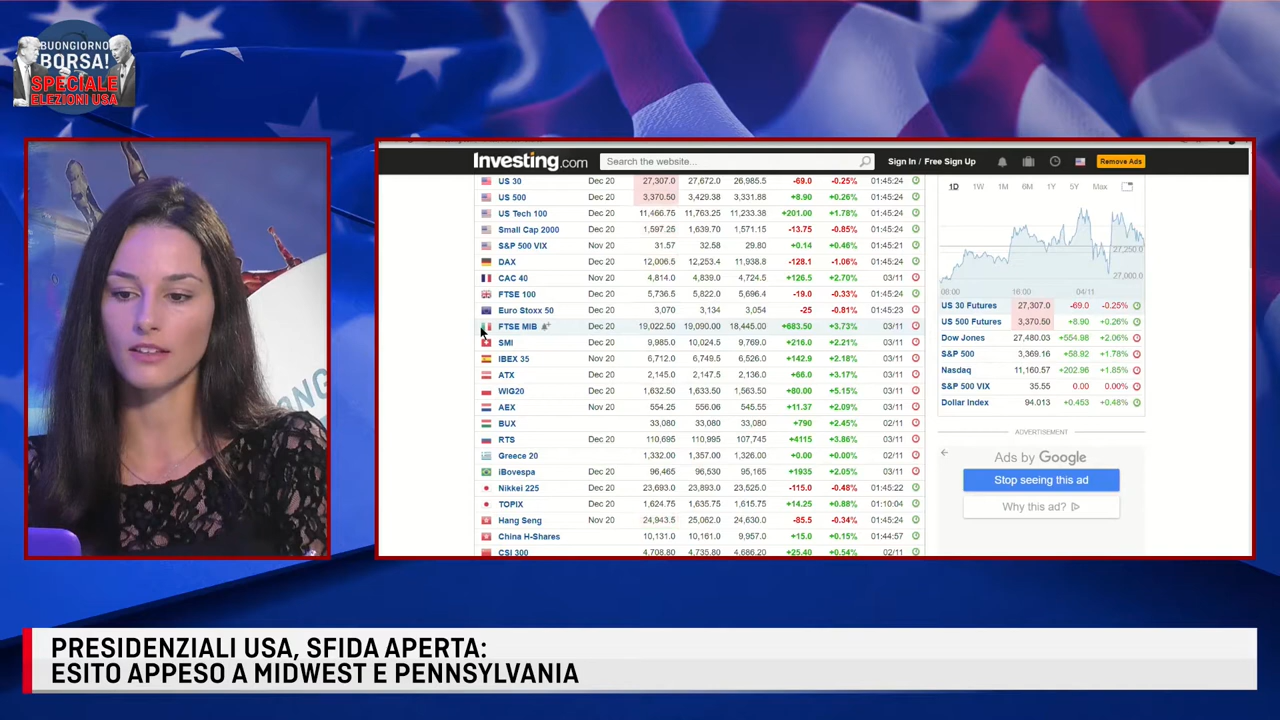 BUONGIORNO
BORSA!
SPECIALE
ELEZIONI USA
Investing.com Search the website... Sign In / Free Sign Up Remove Ads
US 30 Dec 20 27,307.0 27,672.0 26,985.5 -69.0 -0.25% 01:45:24
US 500 Dec 20 3,370.50 3,429.38 3,331.88 +8.90 +0.26% 01:45:24
US Tech 100 Dec 20 11,466.75 11,763.25 11,233.38 +201.00 +1.78% 01:45:24
Small Cap 2000 Dec 20 1,597.25 1,639.70 1,571.15 -13.75 -0.85% 01:45:24
S&P 500 VIX Nov 20 31.57 32.58 29.80 +0.14 +0.46% 01:45:21
DAX Dec 20 12,006.5 12,253.4 11,938.8 -128.1 -1.06% 01:45:24
CAC 40 Nov 20 4,814.0 4,839.0 4,724.5 +126.5 +2.70% 03/11
FTSE 100 Dec 20 5,736.5 5,822.0 5,696.4 -19.0 -0.33% 01:45:24
Euro Stoxx 50 Dec 20 3,070 3,134 3,054 -25 -0.81% 01:45:23
FTSE MIB Dec 20 19,022.50 19,090.00 18,445.00 +683.50 +3.73% 03/11
SMI Dec 20 9,985.0 10,024.5 9,769.0 +216.0 +2.21% 03/11
IBEX 35 Nov 20 6,712.0 6,749.5 6,526.0 +142.9 +2.18% 03/11
ATX Dec 20 2,145.0 2,147.5 2,136.0 +66.0 +3.17% 03/11
WIG20 Dec 20 1,632.50 1,633.50 1,563.50 +80.00 +5.15% 03/11
AEX Nov 20 554.25 556.06 545.55 +11.37 +2.09% 03/11
BUX 33,080 33,080 33,080 +790 +2.45% 02/11
RTS Dec 20 110,695 110,995 107,745 +4115 +3.86% 03/11
Greece 20 1,332.00 1,357.00 1,326.00 +0.00 +0.00% 02/11
iBovespa Dec 20 96,465 96,530 95,165 +1935 +2.05% 03/11
Nikkei 225 Dec 20 23,693.0 23,893.0 23,525.0 -115.0 -0.48% 01:45:22
TOPIX Dec 20 1,624.75 1,635.75 1,615.75 +14.25 +0.88% 01:10:04
Hang Seng Nov 20 24,943.5 25,062.0 24,630.0 -85.5 -0.34% 01:45:24
China H-Shares 10,131.0 10,161.0 9,957.0 +15.0 +0.15% 01:44:57
CSI 300 4,708.80 4,735.80 4,686.20 +25.40 +0.54% 02/11
1D 1W 1M 6M 1Y 5Y Max
27,250.0
27,000.0
08:00 16:00 04/11
US 30 Futures 27,307.0 -69.0 -0.25%
US 500 Futures 3,370.50 +8.90 +0.26%
Dow Jones 27,480.03 +554.98 +2.06%
S&P 500 3,369.16 +58.92 +1.78%
Nasdaq 11,160.57 +202.96 +1.85%
S&P 500 VIX 35.55 0.00 0.00%
Dollar Index 94.013 +0.453 +0.48%
ADVERTISEMENT
Ads by Google
Stop seeing this ad
Why this ad?
PRESIDENZIALI USA, SFIDA APERTA:
ESITO APPESO A MIDWEST E PENNSYLVANIA